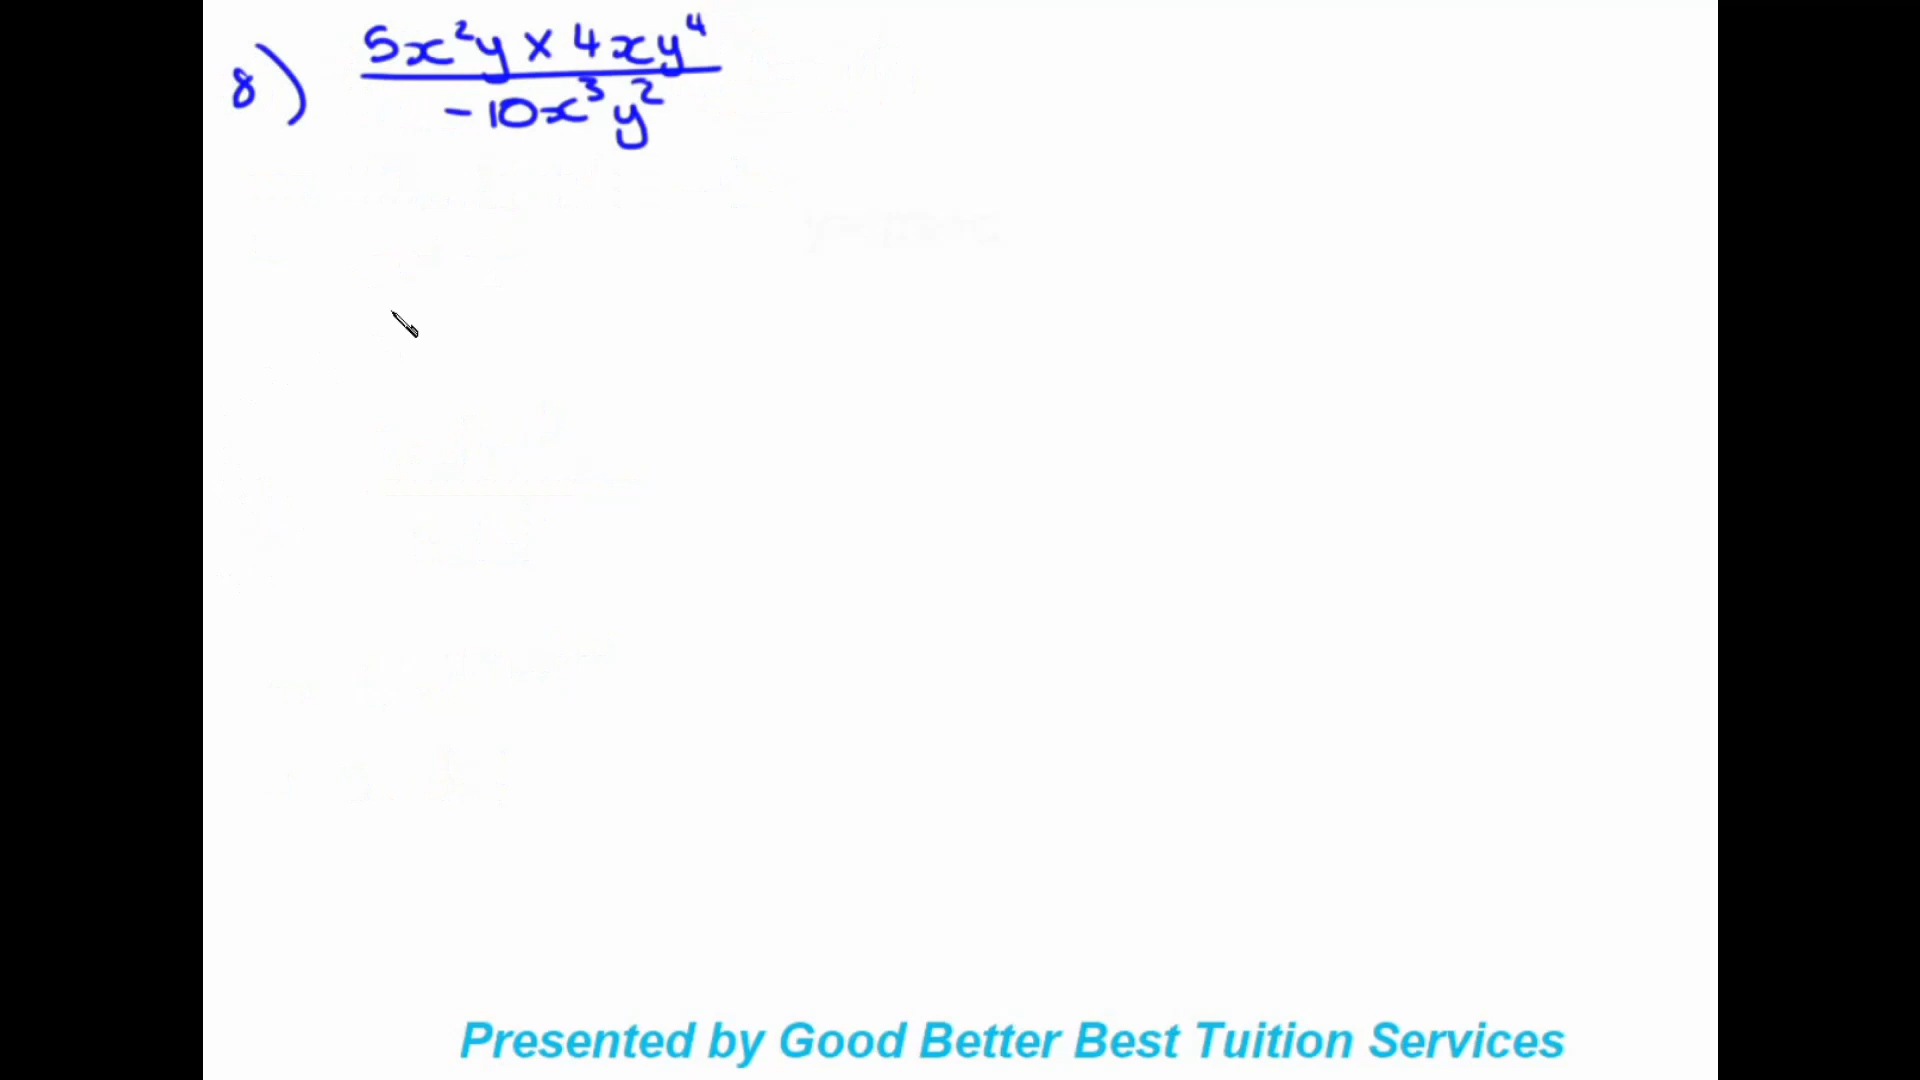 8) 5x²y × 4xy⁴
-10x³y²
Presented by Good Better Best Tuition Services